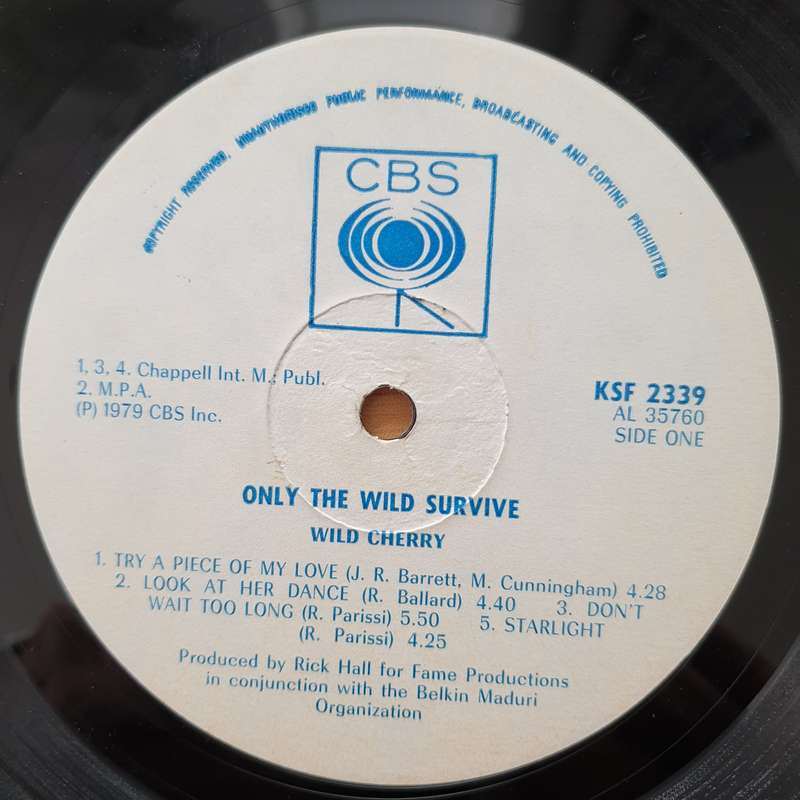 COPYRIGHT RESERVED, UNAUTHORISED PUBLIC PERFORMANCE, BROADCASTING AND COPYING PROHIBITED
CBS
1, 3, 4. Chappell Int. M.; Publ.
2. M.P.A.
(P) 1979 CBS Inc.
KSF 2339
AL 35760
SIDE ONE
ONLY THE WILD SURVIVE
WILD CHERRY
1. TRY A PIECE OF MY LOVE (J. R. Barrett, M. Cunningham) 4.28
2. LOOK AT HER DANCE (R. Ballard) 4.40 3. DON'T
WAIT TOO LONG (R. Parissi) 5.50 5. STARLIGHT
(R. Parissi) 4.25
Produced by Rick Hall for Fame Productions
in conjunction with the Belkin Maduri
Organization